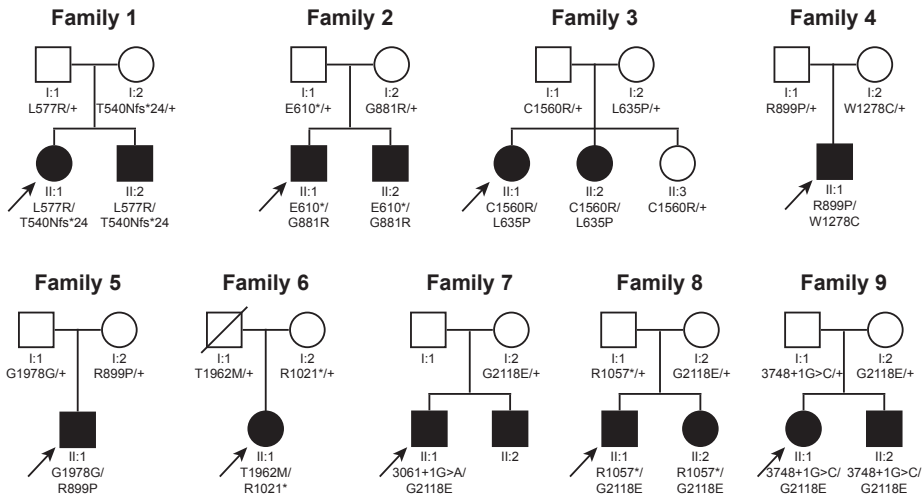 Family 1
Family 2
Family 3
Family 4
I:1
I:2
I:1
I:2
I:1
I:2
I:1
I:2
L577R/+
T540Nfs*24/+
E610*/+
G881R/+
C1560R/+
L635P/+
R899P/+
W1278C/+
II:1
II:2
II:1
II:2
II:1
II:2
II:3
II:1
L577R/
L577R/
E610*/
E610*/
C1560R/
C1560R/
C1560R/+
R899P/
T540Nfs*24
T540Nfs*24
G881R
G881R
L635P
L635P
W1278C
Family 5
Family 6
Family 7
Family 8
Family 9
I:1
I:2
I:1
I:2
I:1
I:2
I:1
I:2
I:1
I:2
G1978G/+
R899P/+
T1962M/+
R1021*/+
G2118E/+
R1057*/+
G2118E/+
3748+1G>C/+
G2118E/+
II:1
II:1
II:1
II:2
II:1
II:2
II:1
II:2
G1978G/
T1962M/
3061+1G>A/
R1057*/
R1057*/
3748+1G>C/
3748+1G>C/
R899P
R1021*
G2118E
G2118E
G2118E
G2118E
G2118E